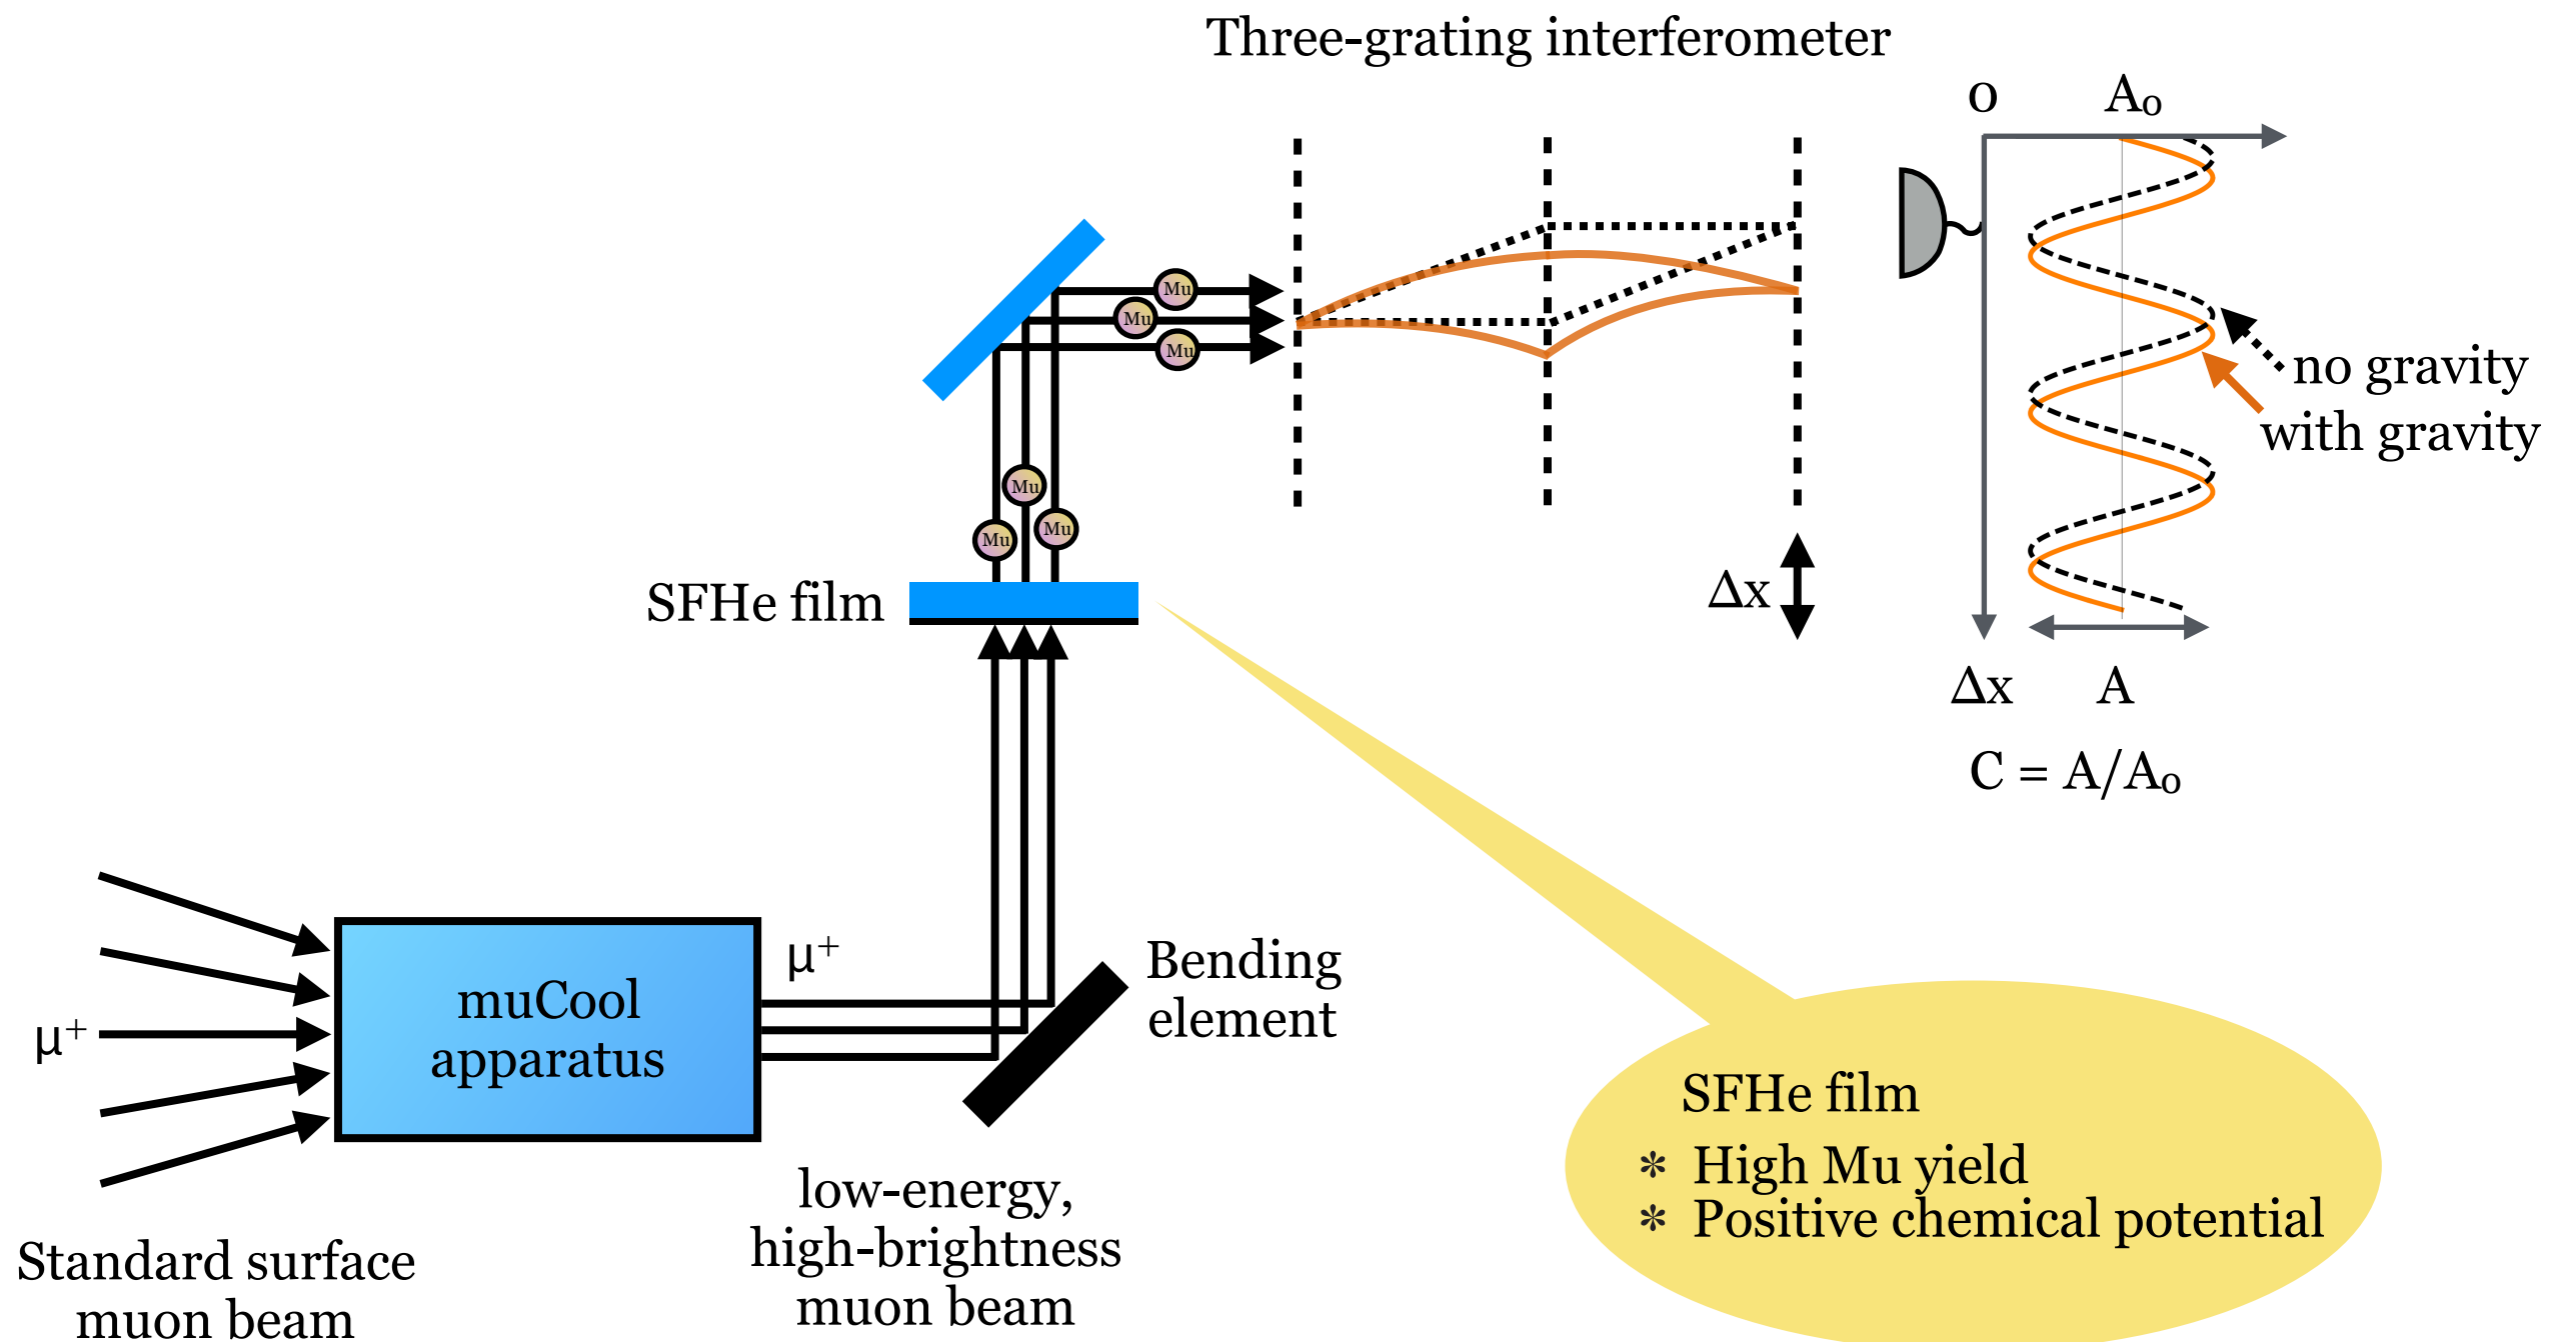 Three-grating interferometer
0
A₀
Mu
Mu
Mu
no gravity
with gravity
Mu
Mu
Mu
SFHe film
Δx
Δx
A
C = A/A₀
μ⁺
μ⁺
muCool
apparatus
Bending
element
low-energy,
high-brightness
muon beam
Standard surface
muon beam
SFHe film
* High Mu yield
* Positive chemical potential